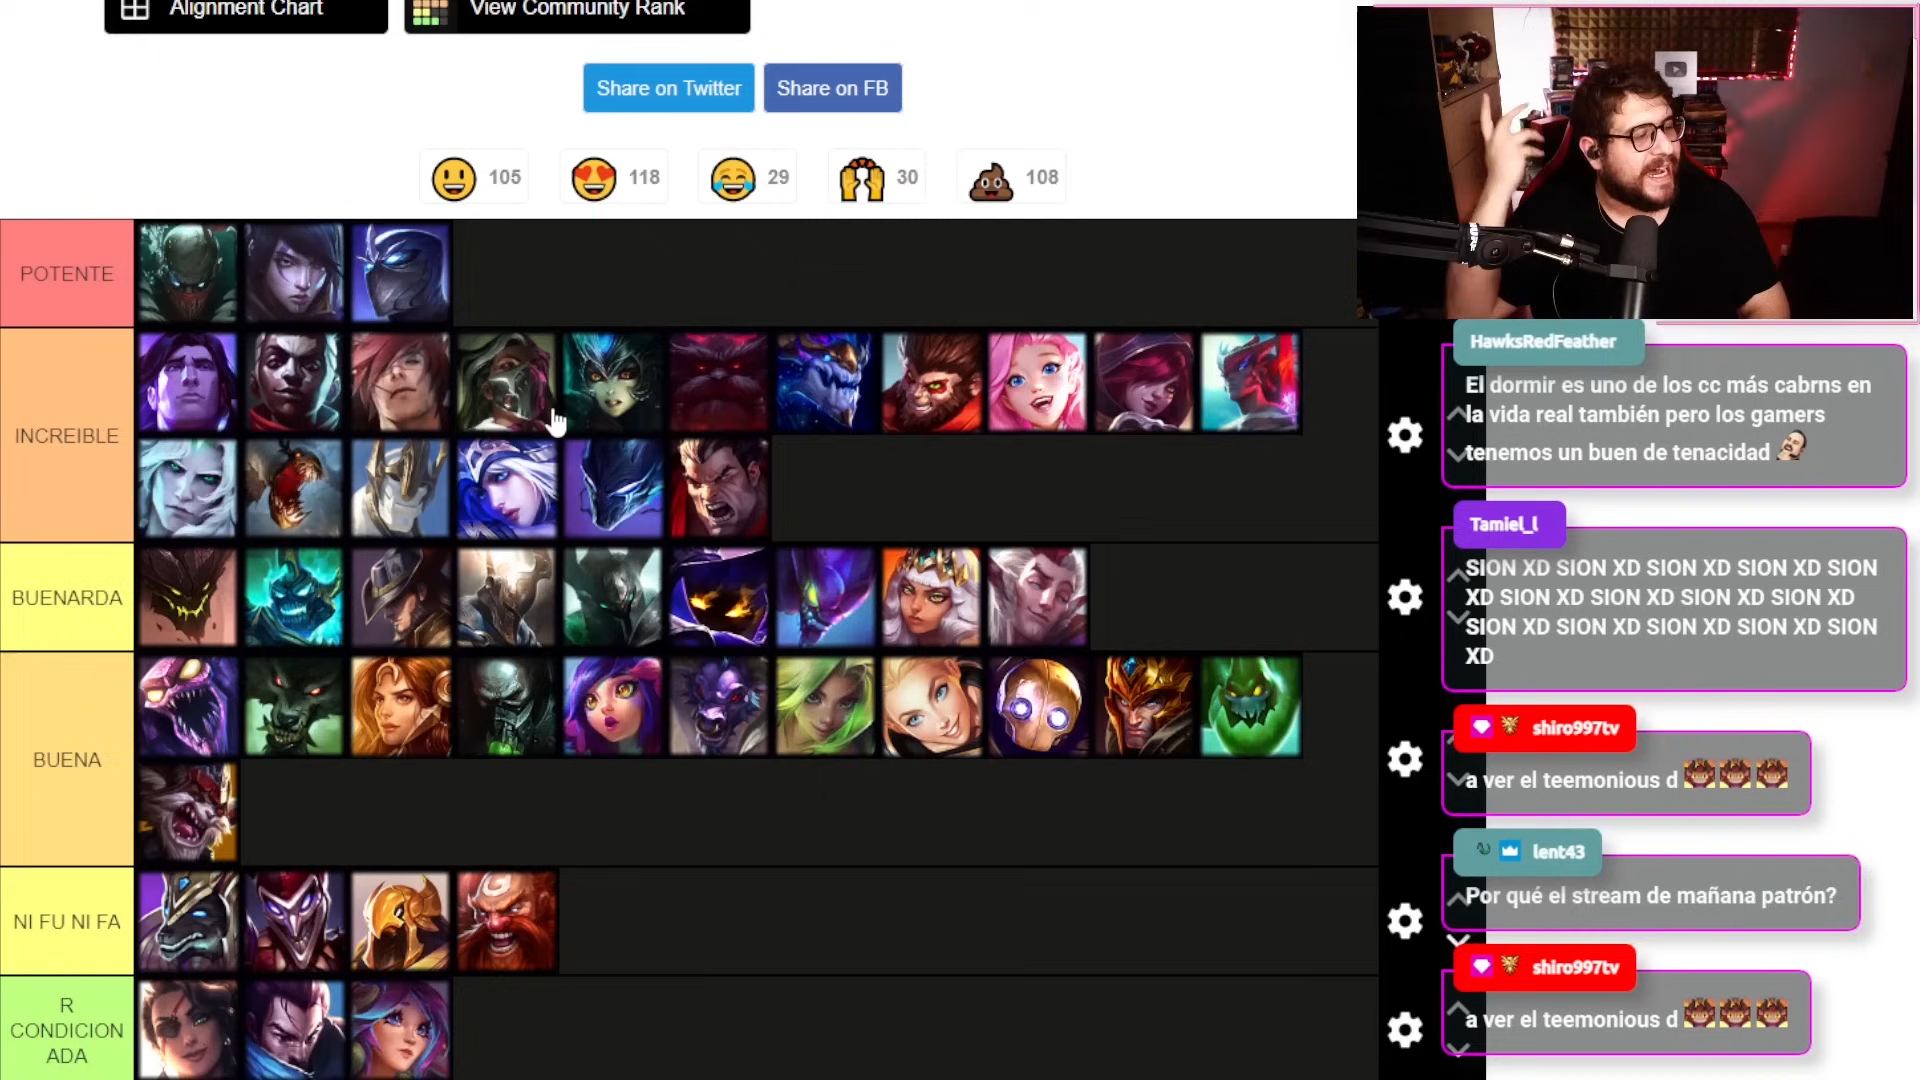 Alignment Chart
View Community Rank
Share on Twitter
Share on FB
105
118
29
30
108
POTENTE
INCREIBLE
BUENARDA
BUENA
NI FU NI FA
R
CONDICION
ADA
HawksRedFeather
El dormir es uno de los cc más cabrns en
la vida real también pero los gamers
tenemos un buen de tenacidad
Tamiel_l
SION XD SION XD SION XD SION XD SION
XD SION XD SION XD SION XD SION XD
SION XD SION XD SION XD SION XD SION
XD
shiro997tv
a ver el teemonious d
lent43
Por qué el stream de mañana patrón?
shiro997tv
a ver el teemonious d